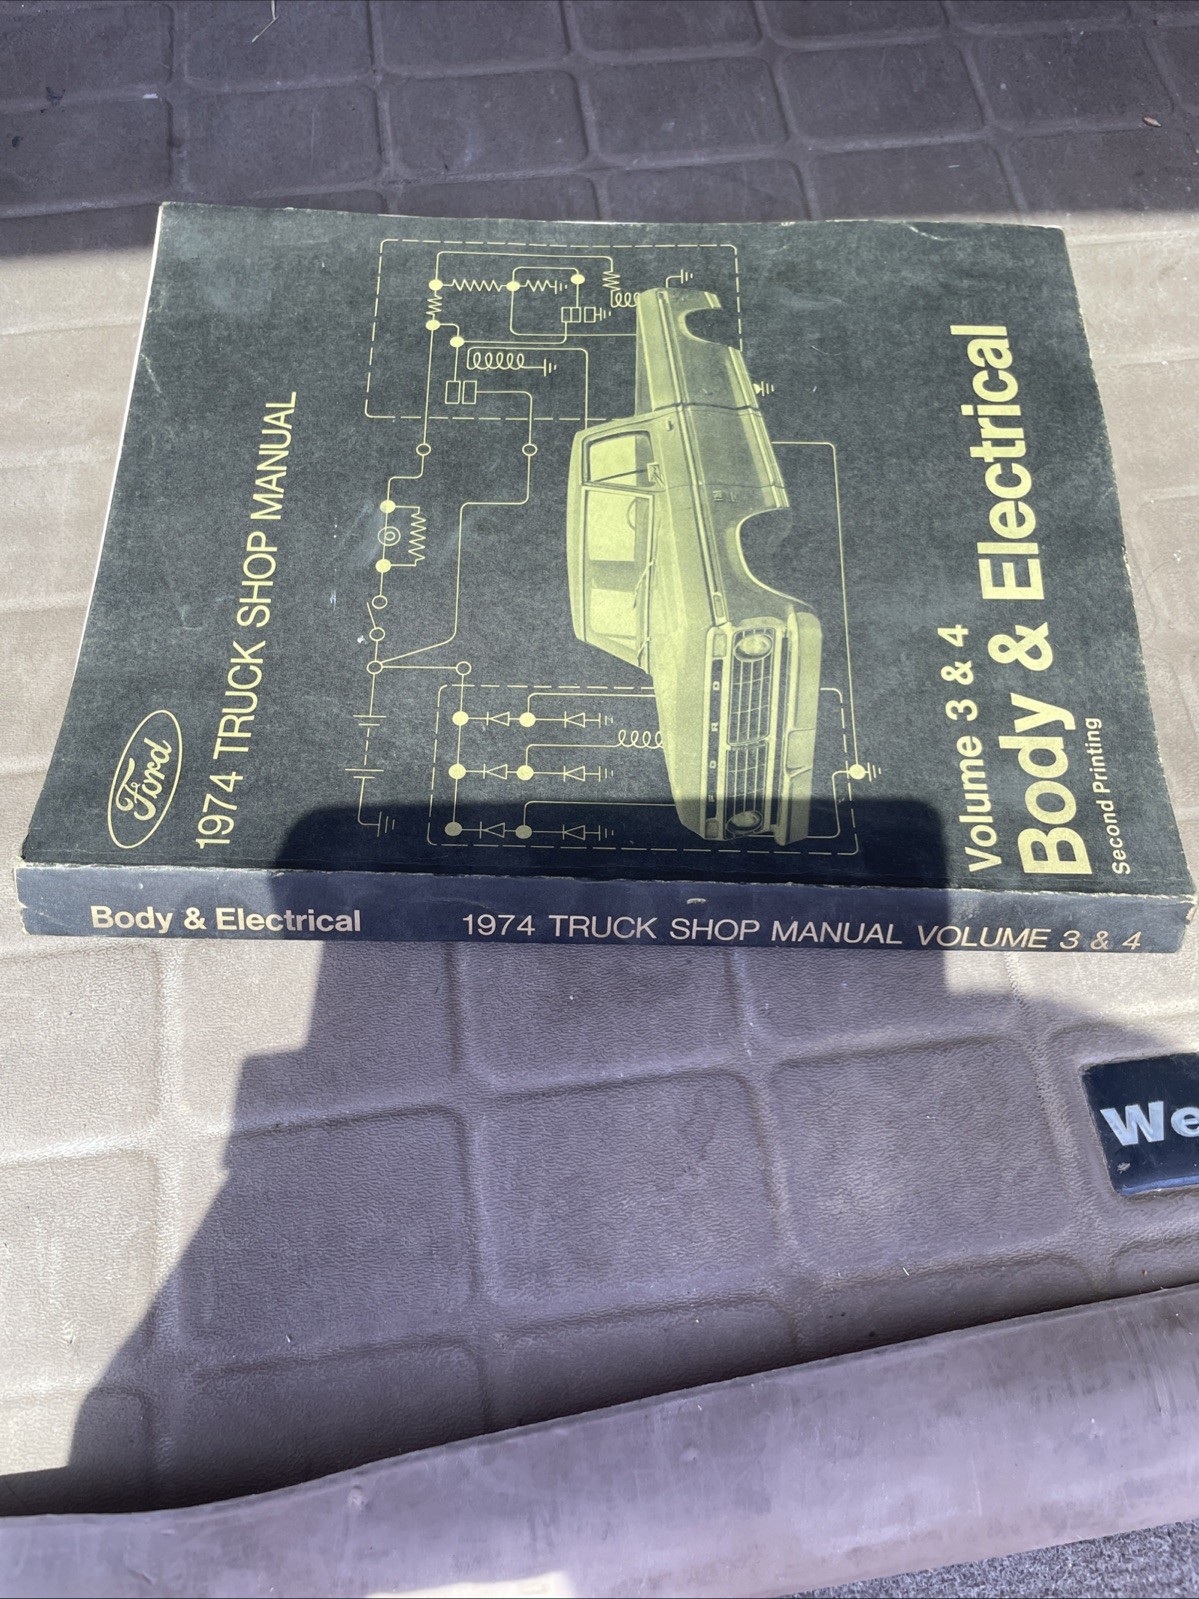 Ford
1974 TRUCK SHOP MANUAL
FORD
Volume 3 & 4
Body & Electrical
Second Printing
Body & Electrical
1974 TRUCK SHOP MANUAL VOLUME 3 & 4